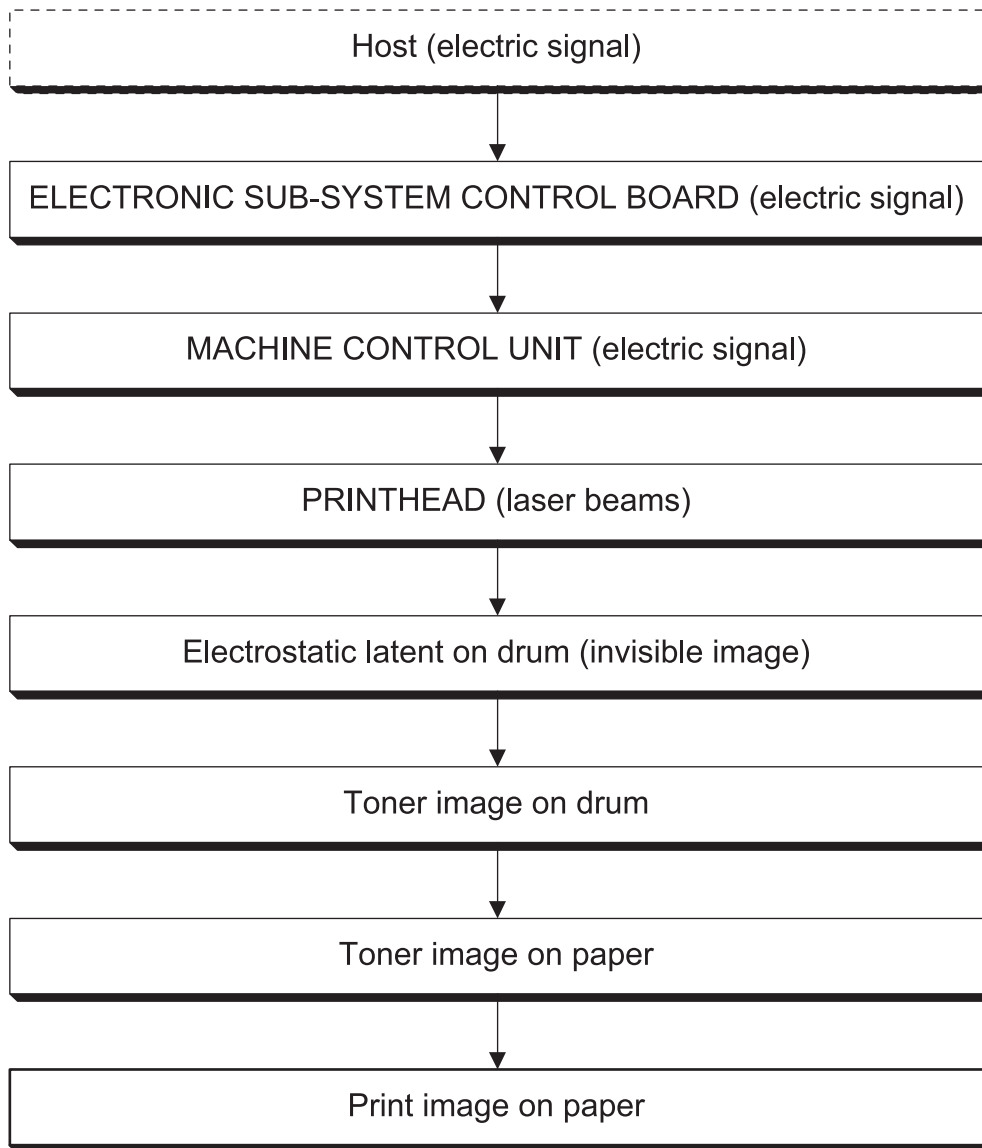 Host (electric signal)
ELECTRONIC SUB-SYSTEM CONTROL BOARD (electric signal)
MACHINE CONTROL UNIT (electric signal)
PRINTHEAD (laser beams)
Electrostatic latent on drum (invisible image)
Toner image on drum
Toner image on paper
Print image on paper